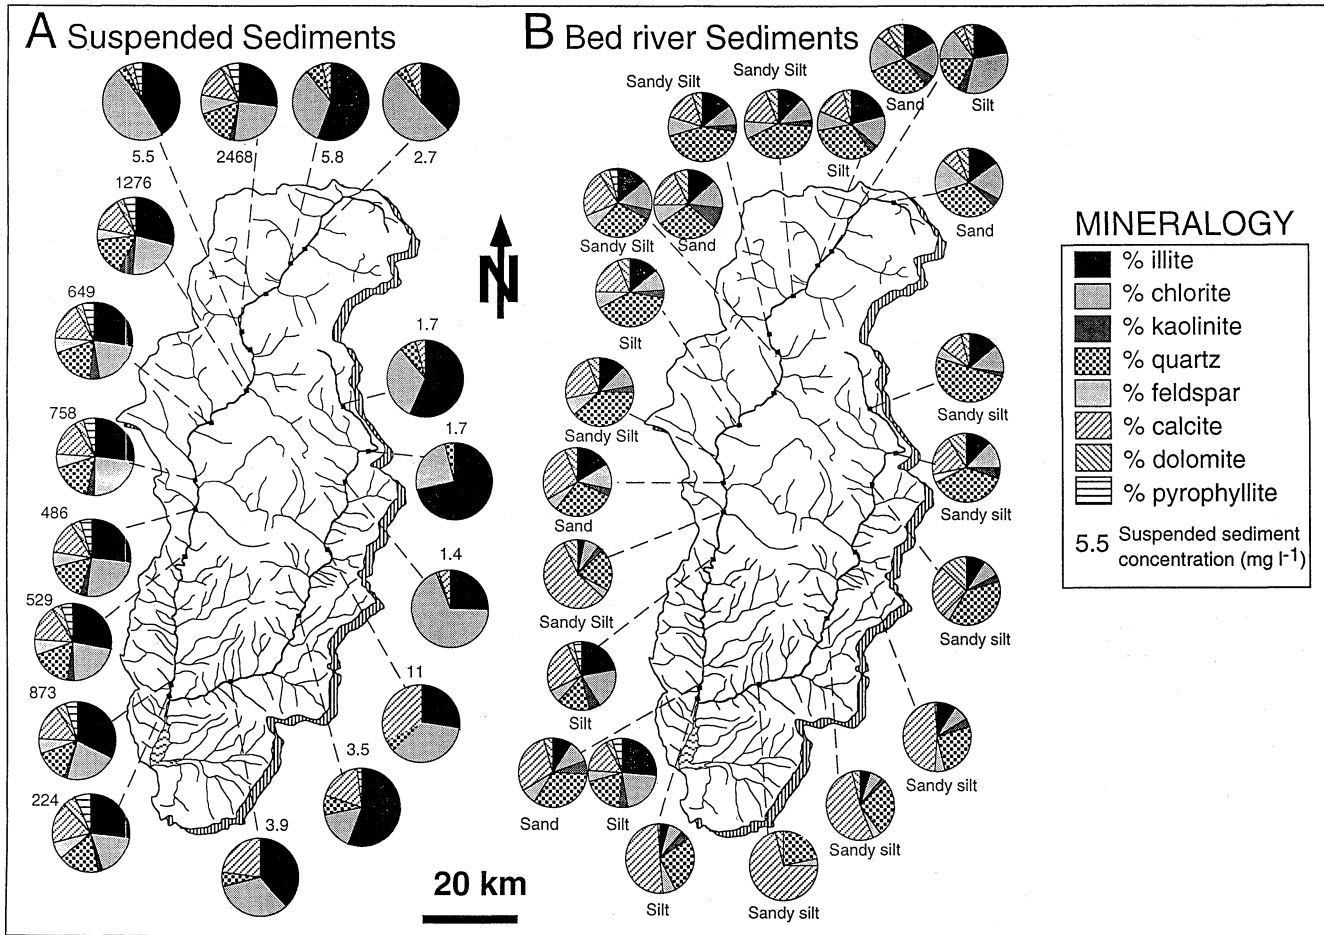 A Suspended Sediments
5.5
2468
5.8
2.7
1276
649
758
486
529
873
224
1.7
1.7
1.4
11
3.5
3.9
20 km
N
B Bed river Sediments
Sandy Silt
Sandy Silt
Sand
Silt
Silt
Sand
Sandy Silt
Sand
Silt
Sandy Silt
Sand
Sandy Silt
Silt
Sand
Silt
Silt
Sandy silt
Sandy silt
Sandy silt
Sandy silt
Sandy silt
Sandy silt
MINERALOGY
% illite
% chlorite
% kaolinite
% quartz
% feldspar
% calcite
% dolomite
% pyrophyllite
5.5 Suspended sediment
concentration (mg l-1)